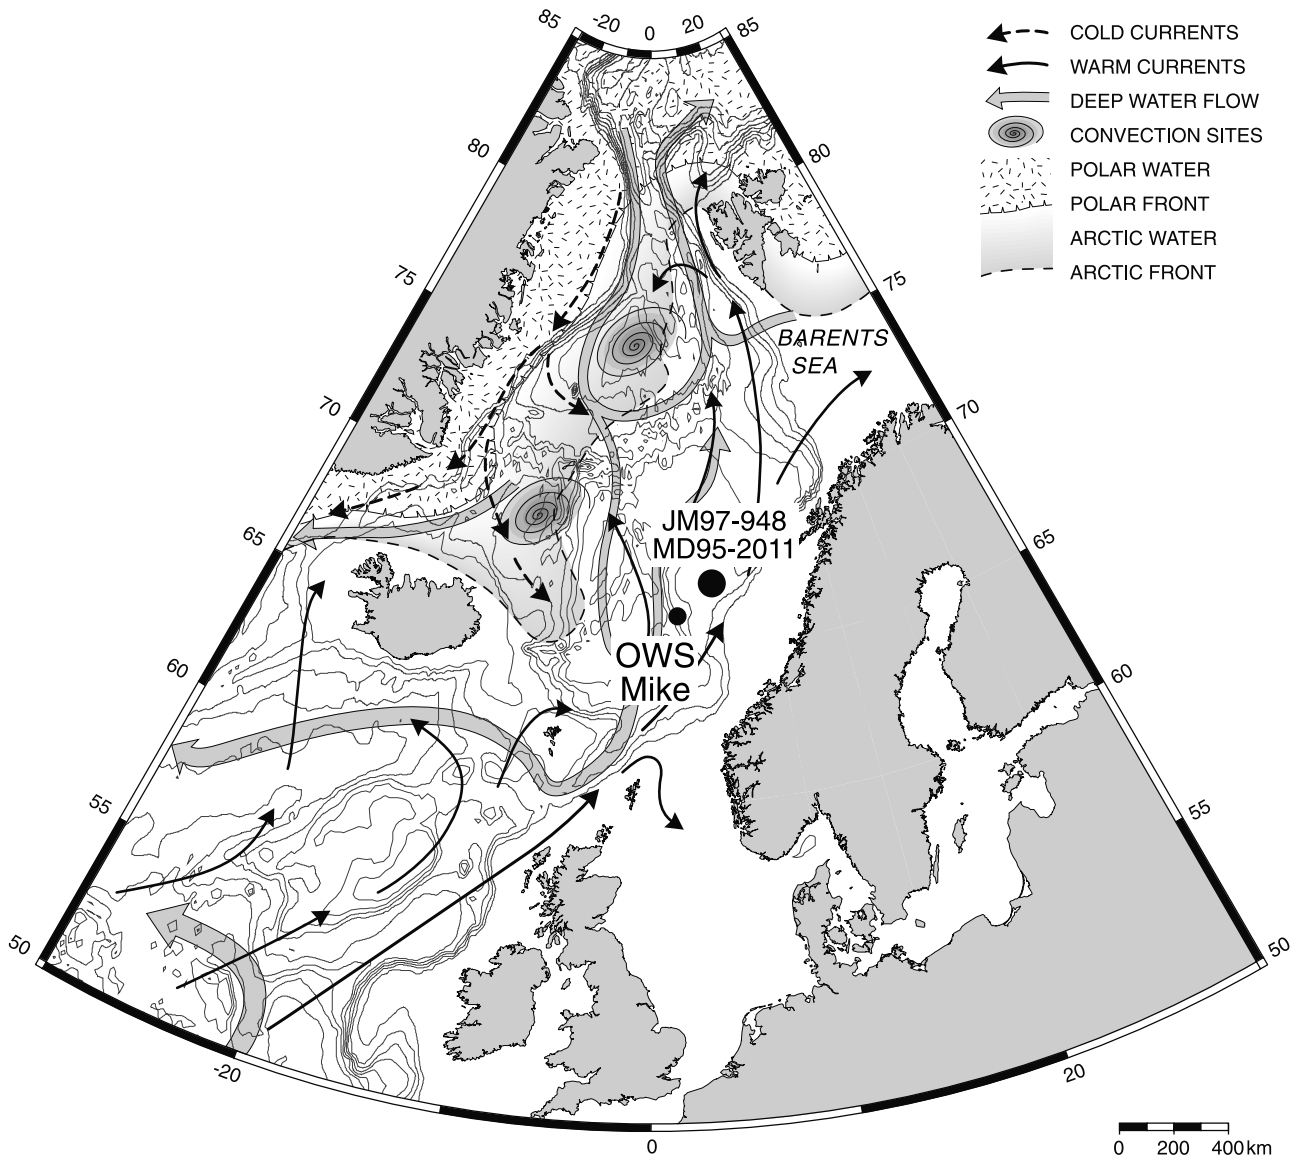 85
-20
0
20
85
COLD CURRENTS
WARM CURRENTS
DEEP WATER FLOW
CONVECTION SITES
POLAR WATER
POLAR FRONT
ARCTIC WATER
ARCTIC FRONT
80
80
75
75
BARENTS
SEA
70
70
JM97-948
MD95-2011
65
65
OWS
Mike
60
60
55
55
50
50
-20
0
20
0 200 400 km